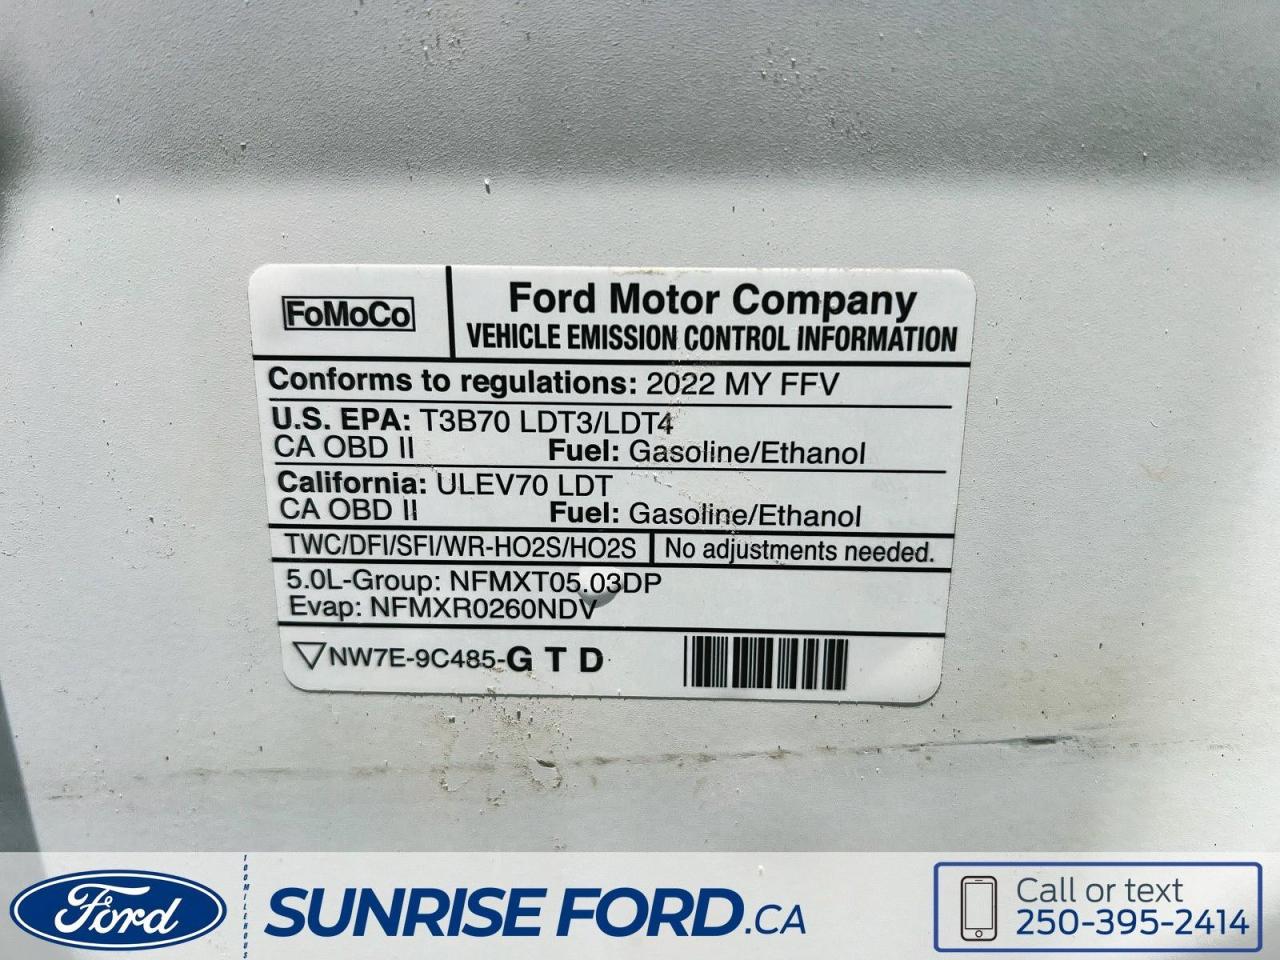 FoMoCo
Ford Motor Company
VEHICLE EMISSION CONTROL INFORMATION
Conforms to regulations: 2022 MY FFV
U.S. EPA: T3B70 LDT3/LDT4
CA OBD II Fuel: Gasoline/Ethanol
California: ULEV70 LDT
CA OBD II Fuel: Gasoline/Ethanol
TWC/DFI/SFI/WR-HO2S/HO2S No adjustments needed.
5.0L-Group: NFMXT05.03DP
Evap: NFMXR0260NDV
NW7E-9C485-G T D
Ford
100MILEHOUSE
SUNRISE FORD.CA
Call or text
250-395-2414